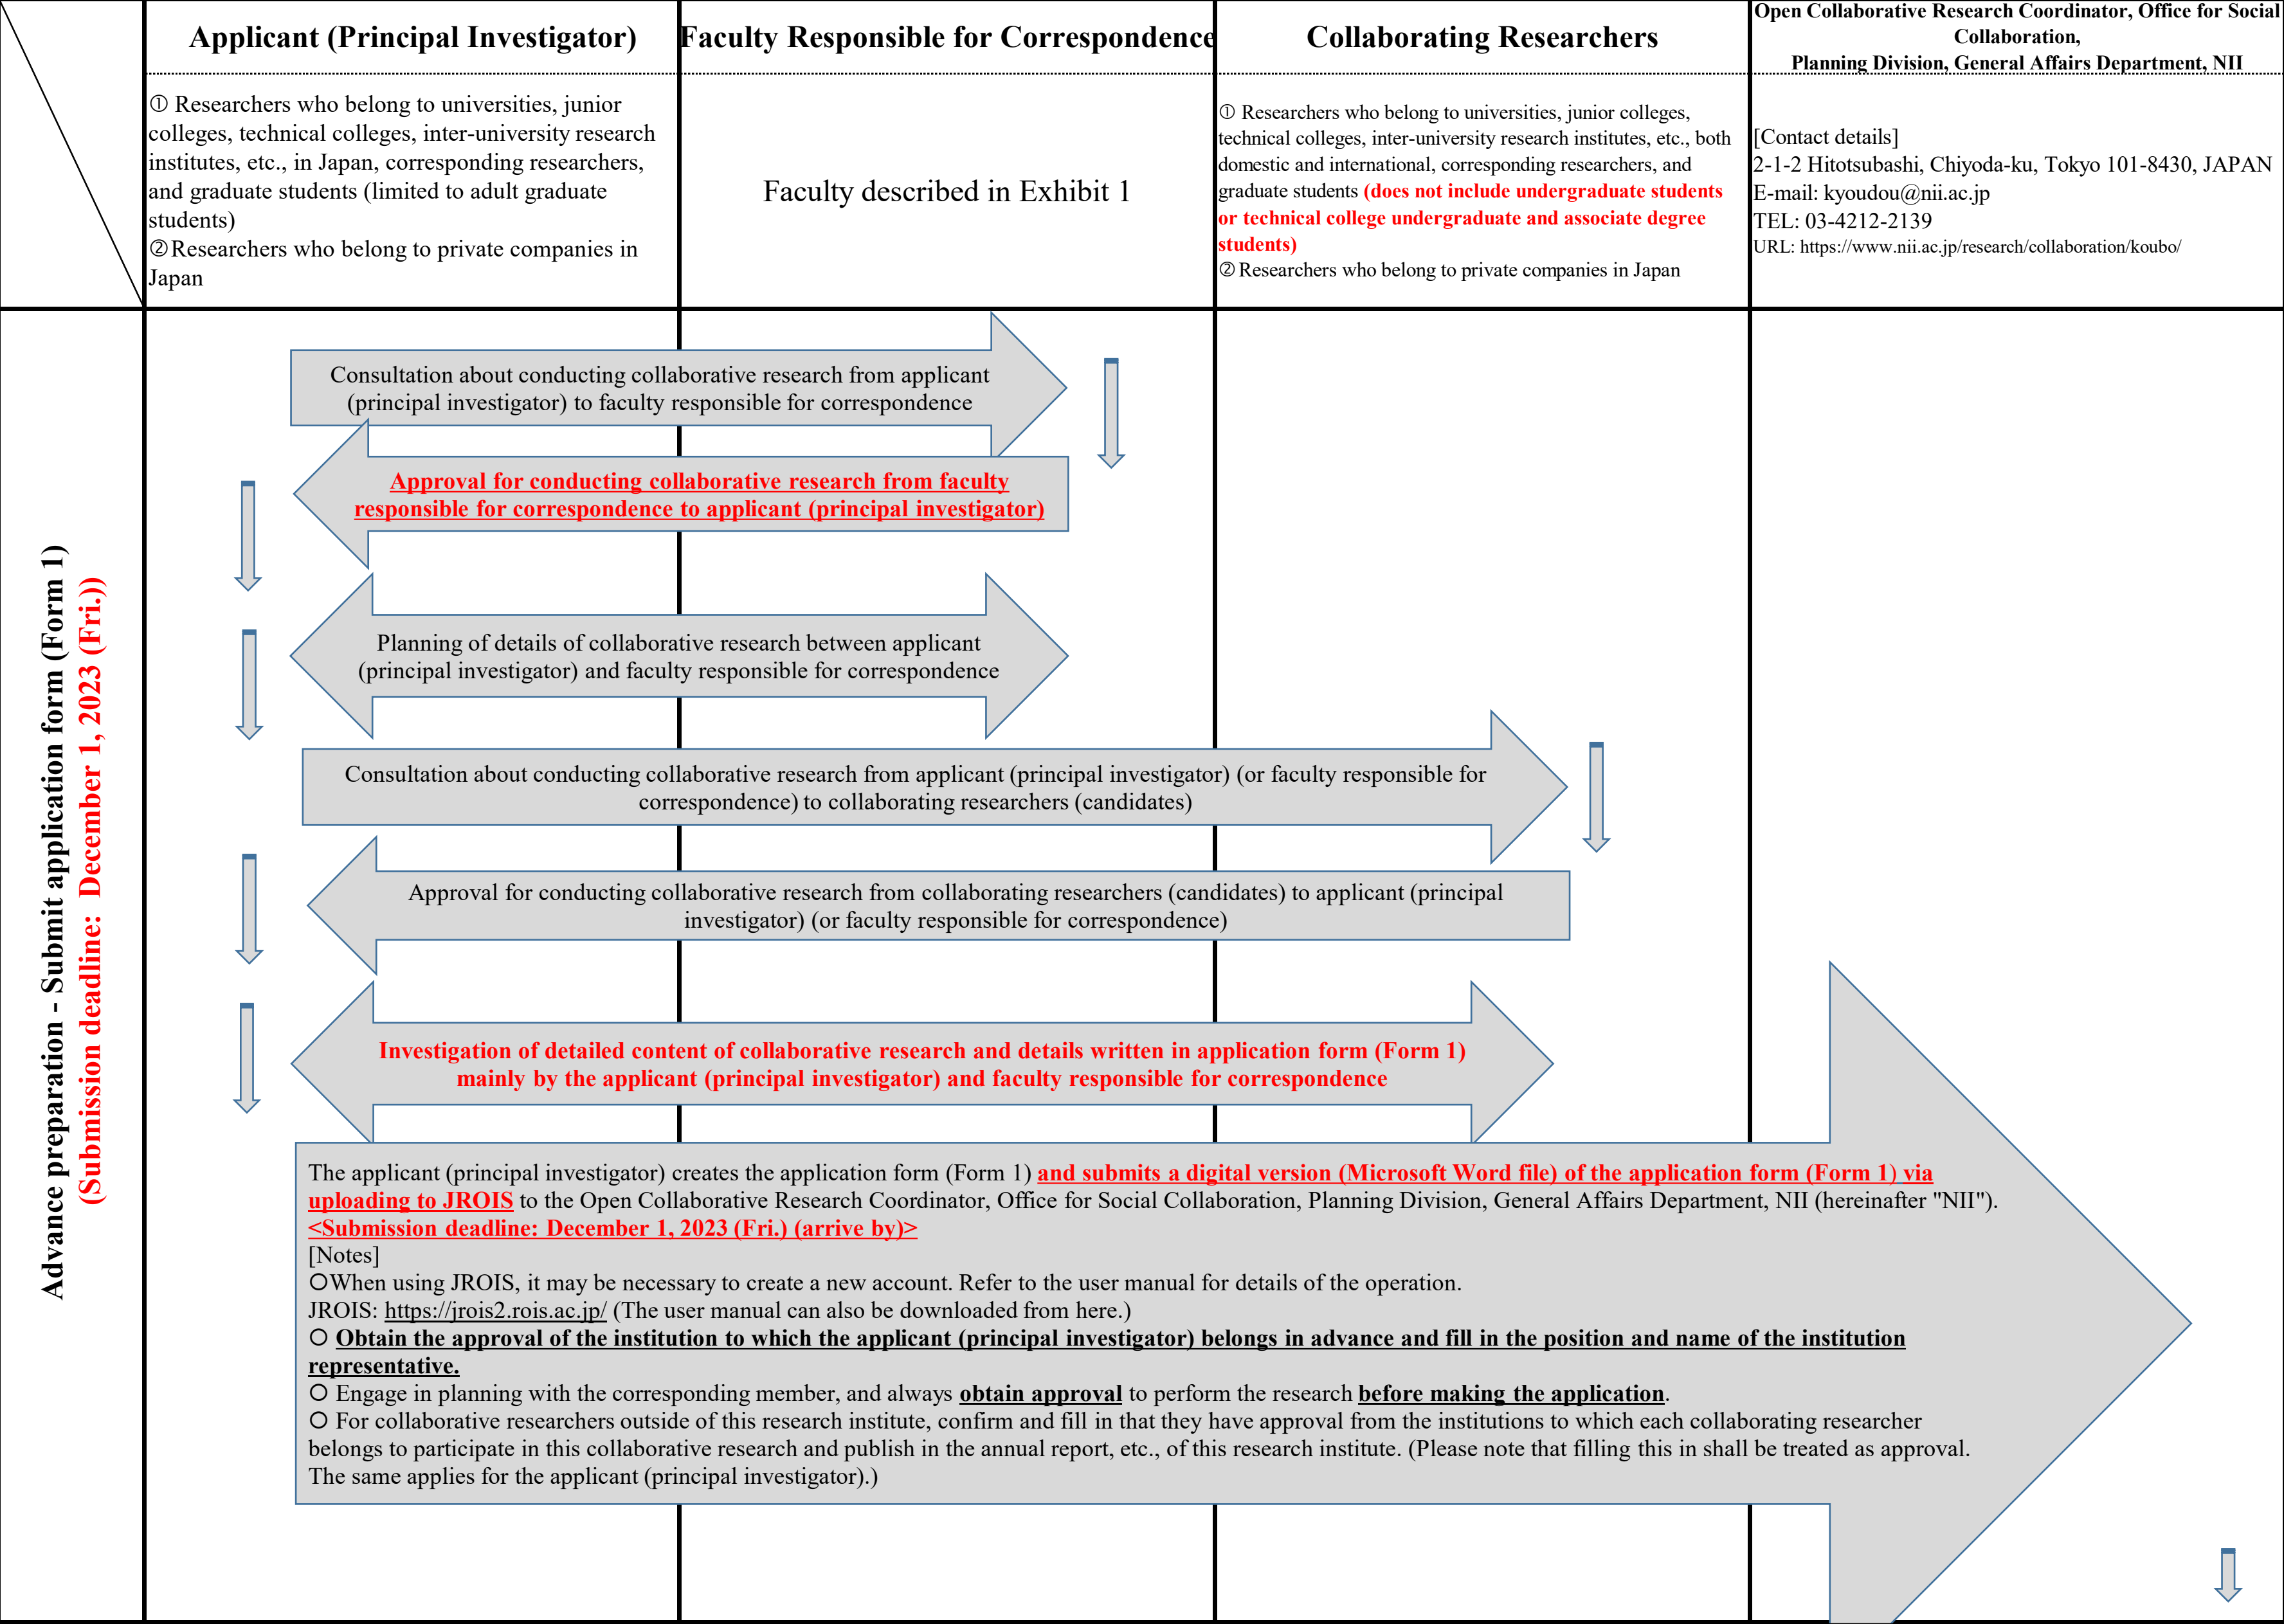 Applicant (Principal Investigator)
Faculty Responsible for Correspondence
Collaborating Researchers
Open Collaborative Research Coordinator, Office for Social
Collaboration,
Planning Division, General Affairs Department, NII
① Researchers who belong to universities, junior
colleges, technical colleges, inter-university research
institutes, etc., in Japan, corresponding researchers,
and graduate students (limited to adult graduate
students)
②Researchers who belong to private companies in
Japan
Faculty described in Exhibit 1
① Researchers who belong to universities, junior colleges,
technical colleges, inter-university research institutes, etc., both
domestic and international, corresponding researchers, and
graduate students (does not include undergraduate students
or technical college undergraduate and associate degree
students)
② Researchers who belong to private companies in Japan
[Contact details]
2-1-2 Hitotsubashi, Chiyoda-ku, Tokyo 101-8430, JAPAN
E-mail: kyoudou@nii.ac.jp
TEL: 03-4212-2139
URL: https://www.nii.ac.jp/research/collaboration/koubo/
Advance preparation - Submit application form (Form 1)
(Submission deadline: December 1, 2023 (Fri.))
Consultation about conducting collaborative research from applicant
(principal investigator) to faculty responsible for correspondence
Approval for conducting collaborative research from faculty
responsible for correspondence to applicant (principal investigator)
Planning of details of collaborative research between applicant
(principal investigator) and faculty responsible for correspondence
Consultation about conducting collaborative research from applicant (principal investigator) (or faculty responsible for
correspondence) to collaborating researchers (candidates)
Approval for conducting collaborative research from collaborating researchers (candidates) to applicant (principal
investigator) (or faculty responsible for correspondence)
Investigation of detailed content of collaborative research and details written in application form (Form 1)
mainly by the applicant (principal investigator) and faculty responsible for correspondence
The applicant (principal investigator) creates the application form (Form 1) and submits a digital version (Microsoft Word file) of the application form (Form 1) via
uploading to JROIS to the Open Collaborative Research Coordinator, Office for Social Collaboration, Planning Division, General Affairs Department, NII (hereinafter "NII").
<Submission deadline: December 1, 2023 (Fri.) (arrive by)>
[Notes]
〇When using JROIS, it may be necessary to create a new account. Refer to the user manual for details of the operation.
JROIS: https://jrois2.rois.ac.jp/ (The user manual can also be downloaded from here.)
〇 Obtain the approval of the institution to which the applicant (principal investigator) belongs in advance and fill in the position and name of the institution
representative.
〇 Engage in planning with the corresponding member, and always obtain approval to perform the research before making the application.
〇 For collaborative researchers outside of this research institute, confirm and fill in that they have approval from the institutions to which each collaborating researcher
belongs to participate in this collaborative research and publish in the annual report, etc., of this research institute. (Please note that filling this in shall be treated as approval.
The same applies for the applicant (principal investigator).)